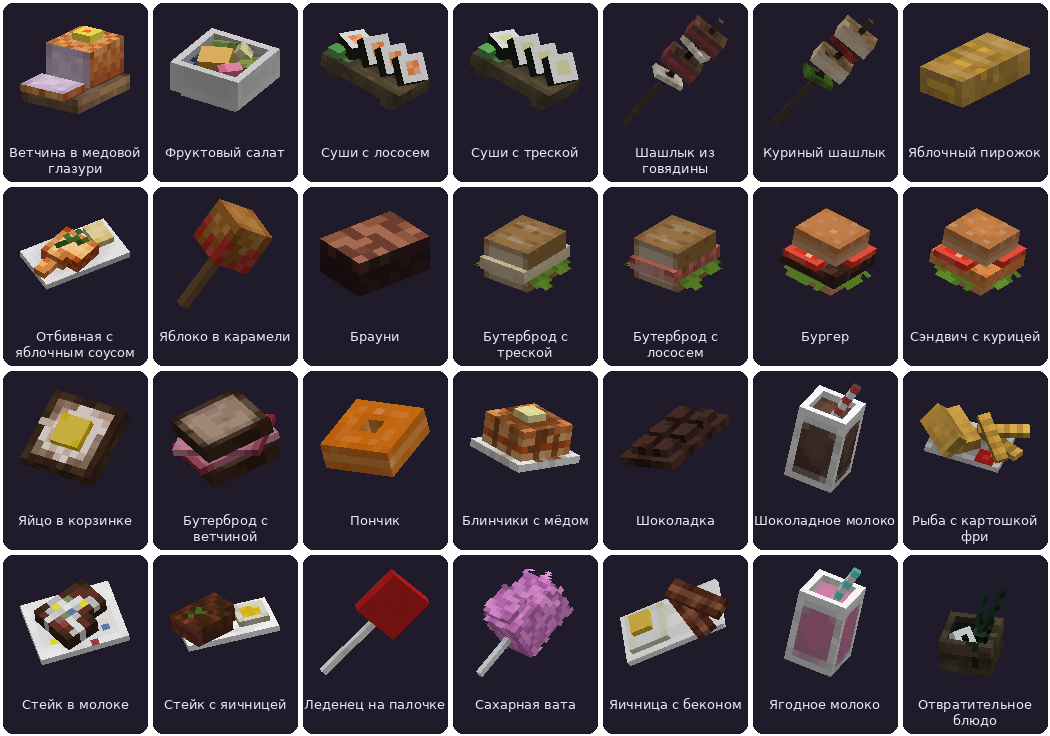 Ветчина в медовой
глазури
Фруктовый салат
Суши с лососем
Суши с треской
Шашлык из
говядины
Куриный шашлык
Яблочный пирожок
Отбивная с
яблочным соусом
Яблоко в карамели
Брауни
Бутерброд с
треской
Бутерброд с
лососем
Бургер
Сэндвич с курицей
Яйцо в корзинке
Бутерброд с
ветчиной
Пончик
Блинчики с мёдом
Шоколадка
Шоколадное молоко
Рыба с картошкой
фри
Стейк в молоке
Стейк с яичницей
Леденец на палочке
Сахарная вата
Яичница с беконом
Ягодное молоко
Отвратительное
блюдо